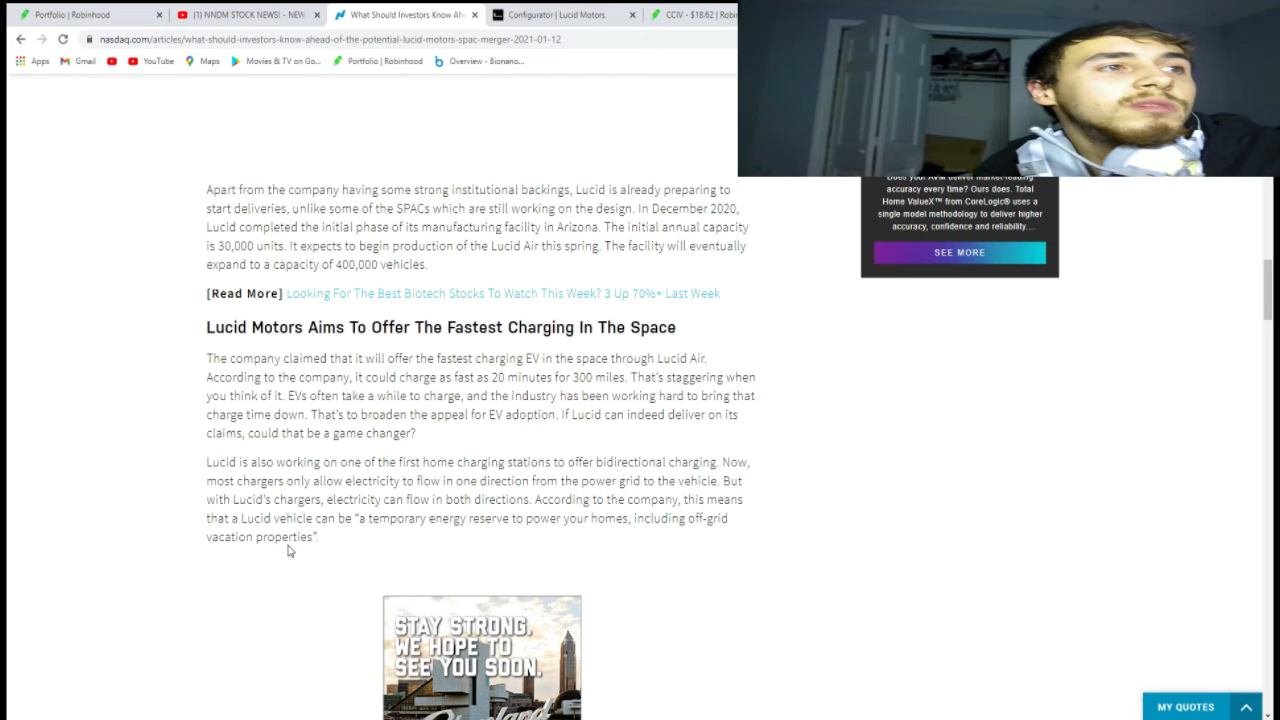 Portfolio | Robinhood
(1) NNDM STOCK NEWS! - NEW
What Should Investors Know Ahe
Configurator | Lucid Motors
CCIV - $18.62 | Robin
nasdaq.com/articles/what-should-investors-know-ahead-of-the-potential-lucid-motors-spac-merger-2021-01-12
Apps
Gmail
YouTube
Maps
Movies & TV on Go...
Portfolio | Robinhood
Overview - Bionano...
Does your AVM deliver market-leading
accuracy every time? Ours does. Total
Home ValueX™ from CoreLogic® uses a
single model methodology to deliver higher
accuracy, confidence and reliability....
SEE MORE
Apart from the company having some strong institutional backings, Lucid is already preparing to
start deliveries, unlike some of the SPACs which are still working on the design. In December 2020,
Lucid completed the initial phase of its manufacturing facility in Arizona. The initial annual capacity
is 30,000 units. It expects to begin production of the Lucid Air this spring. The facility will eventually
expand to a capacity of 400,000 vehicles.
[Read More] Looking For The Best Biotech Stocks To Watch This Week? 3 Up 70%+ Last Week
Lucid Motors Aims To Offer The Fastest Charging In The Space
The company claimed that it will offer the fastest charging EV in the space through Lucid Air.
According to the company, it could charge as fast as 20 minutes for 300 miles. That's staggering when
you think of it. EVs often take a while to charge, and the industry has been working hard to bring that
charge time down. That's to broaden the appeal for EV adoption. If Lucid can indeed deliver on its
claims, could that be a game changer?
Lucid is also working on one of the first home charging stations to offer bidirectional charging. Now,
most chargers only allow electricity to flow in one direction from the power grid to the vehicle. But
with Lucid's chargers, electricity can flow in both directions. According to the company, this means
that a Lucid vehicle can be “a temporary energy reserve to power your homes, including off-grid
vacation properties”.
STAY STRONG.
WE HOPE TO
SEE YOU SOON.
Cleveland
MY QUOTES